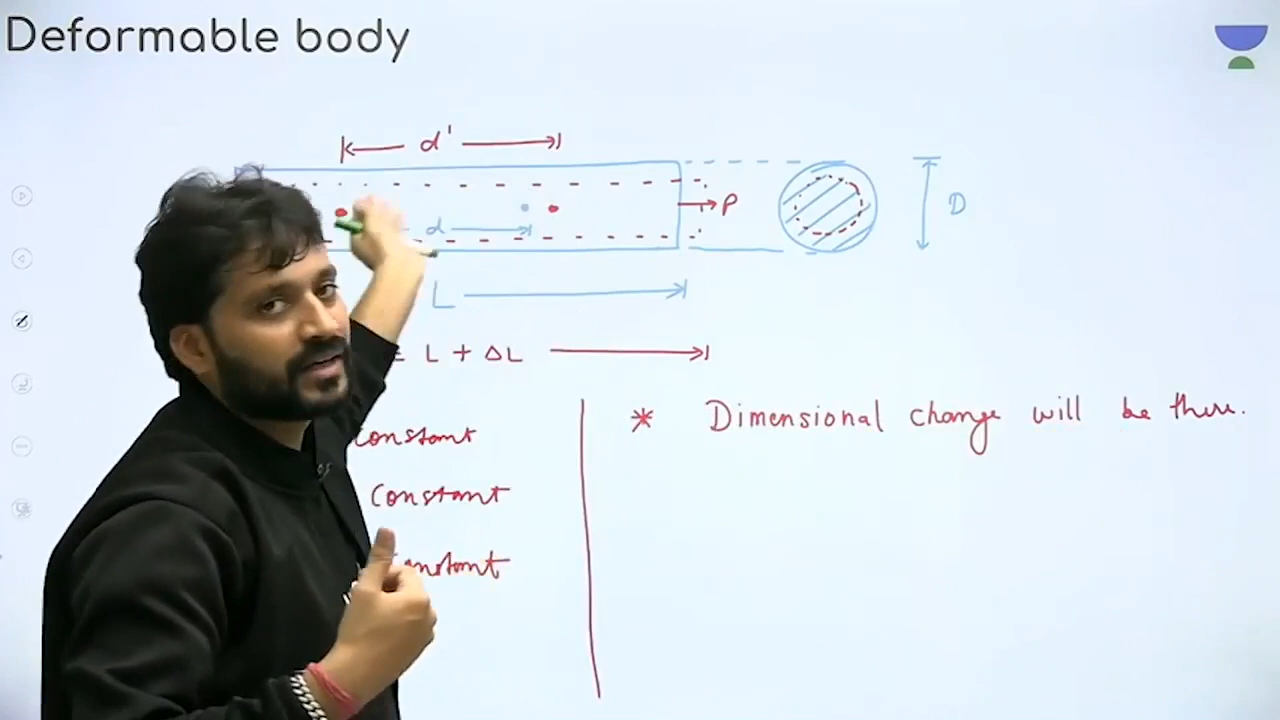 Deformable body
d'
P
D
d
L
= L + ΔL
* Dimensional change will be there.
Constant
Constant